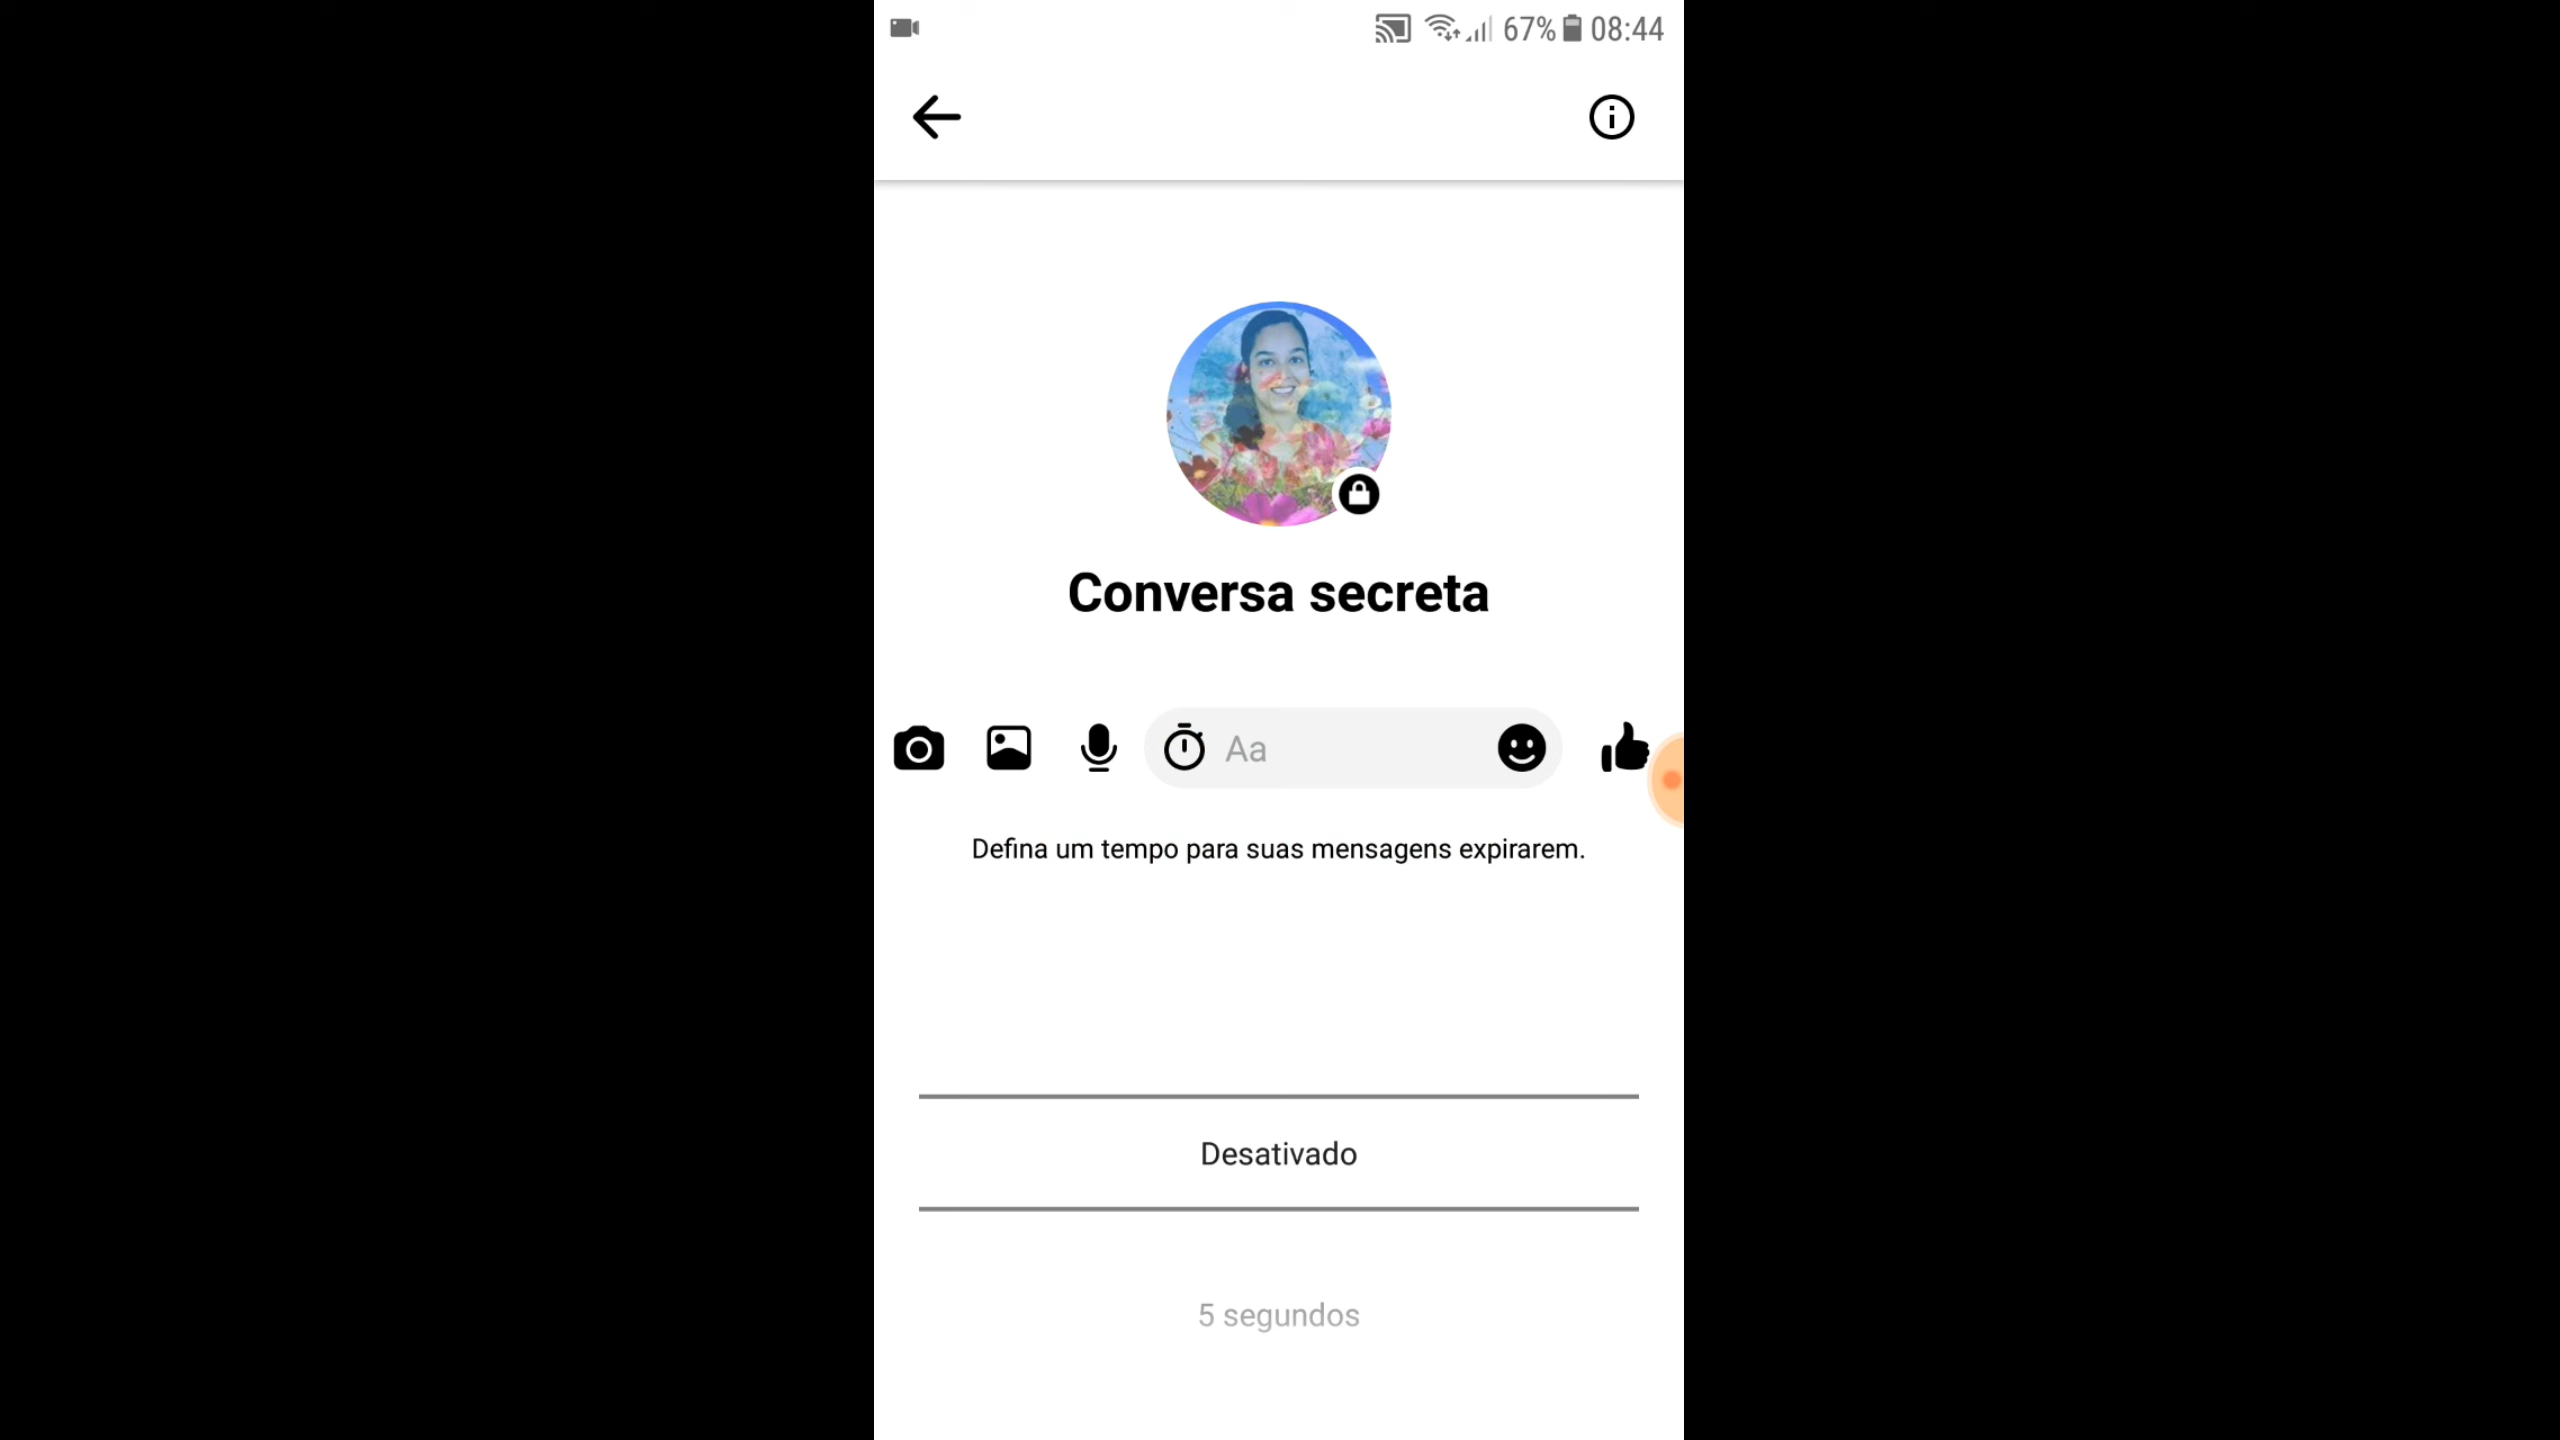 67% 08:44
Conversa secreta
Aa
Defina um tempo para suas mensagens expirarem.
Desativado
5 segundos